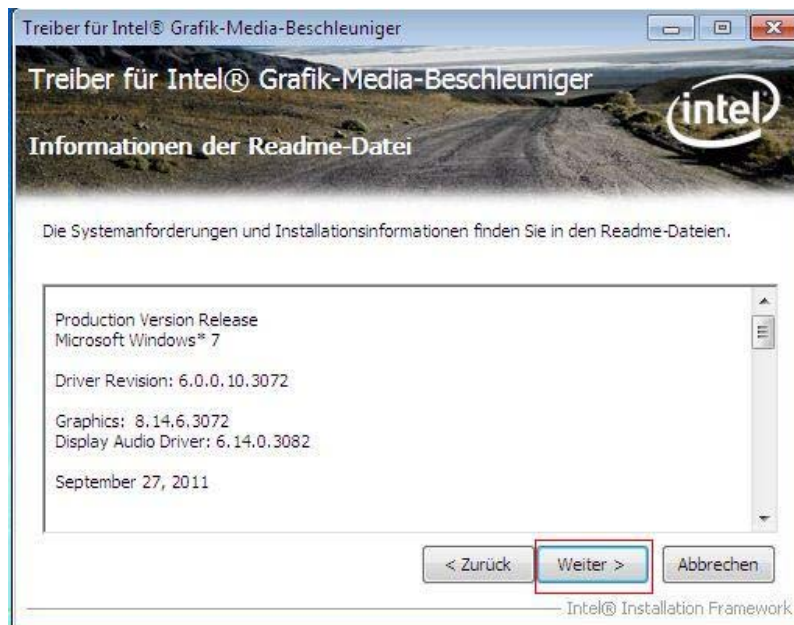 Treiber für Intel® Grafik-Media-Beschleuniger
Treiber für Intel® Grafik-Media-Beschleuniger
intel
Informationen der Readme-Datei
Die Systemanforderungen und Installationsinformationen finden Sie in den Readme-Dateien.
Production Version Release
Microsoft Windows* 7
Driver Revision: 6.0.0.10.3072
Graphics: 8.14.6.3072
Display Audio Driver: 6.14.0.3082
September 27, 2011
< Zurück
Weiter >
Abbrechen
Intel® Installation Framework